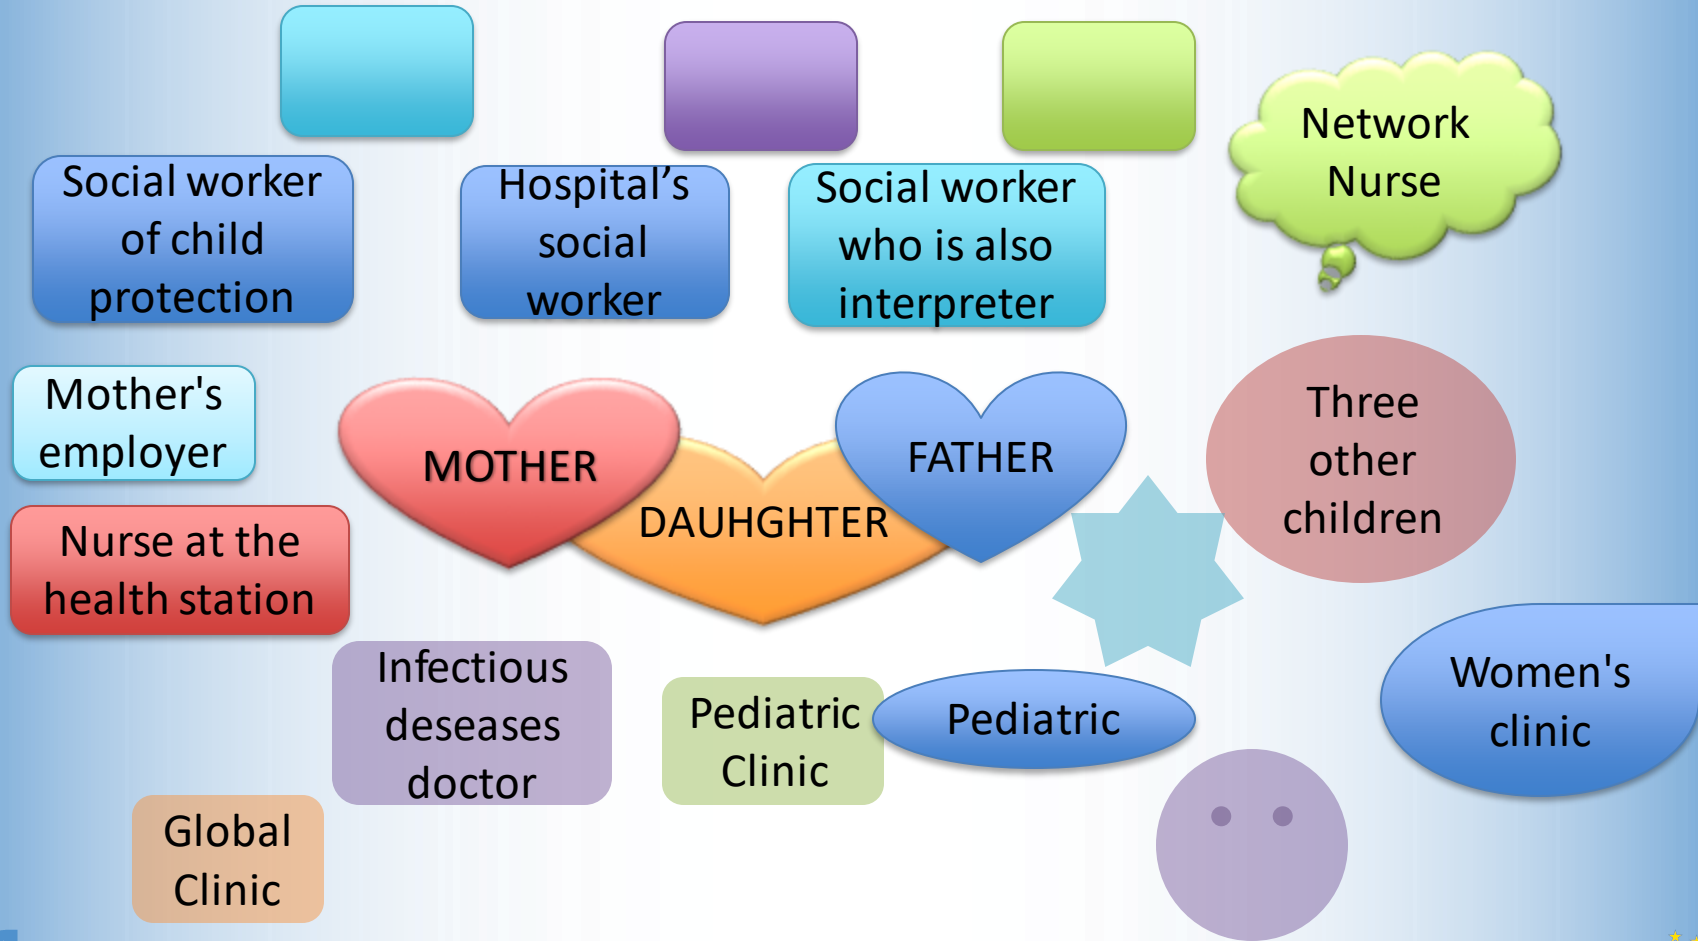 Network
Nurse
Social worker
of child
protection
Hospital’s
social
worker
Social worker
who is also
interpreter
Mother's
employer
MOTHER
FATHER
DAUHGHTER
Three
other
children
Nurse at the
health station
Infectious
deseases
doctor
Pediatric
Clinic
Pediatric
Women's
clinic
Global
Clinic